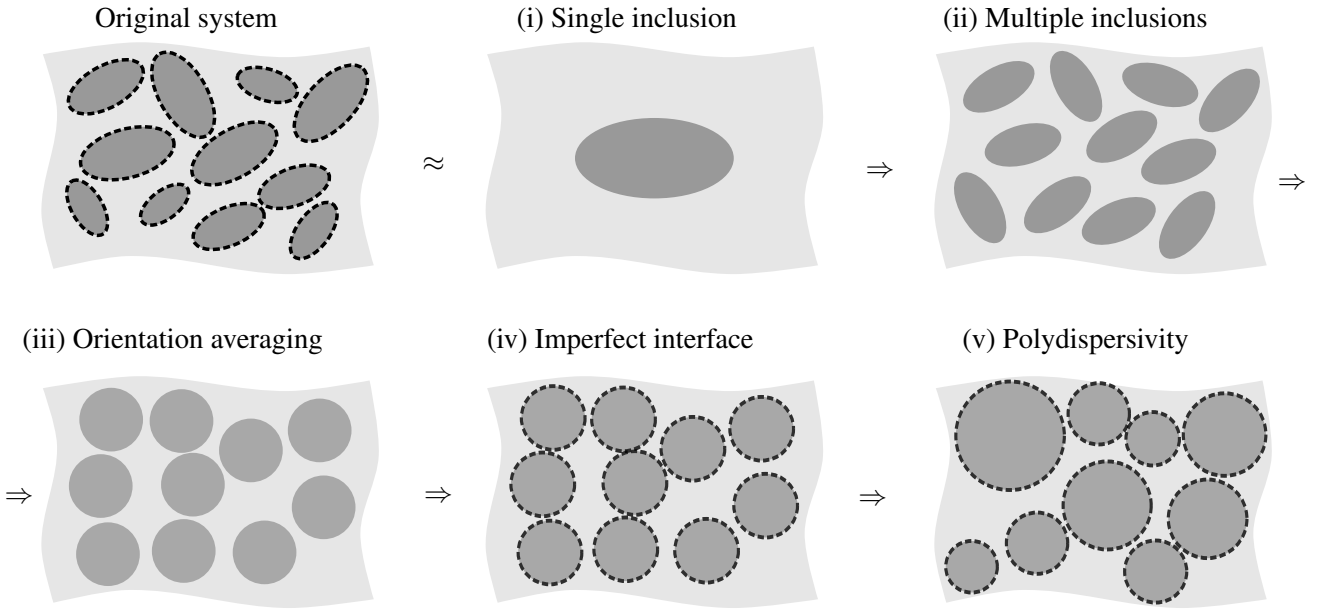 Original system
(i) Single inclusion
(ii) Multiple inclusions
≈
⇒
⇒
(iii) Orientation averaging
(iv) Imperfect interface
(v) Polydispersivity
⇒
⇒
⇒